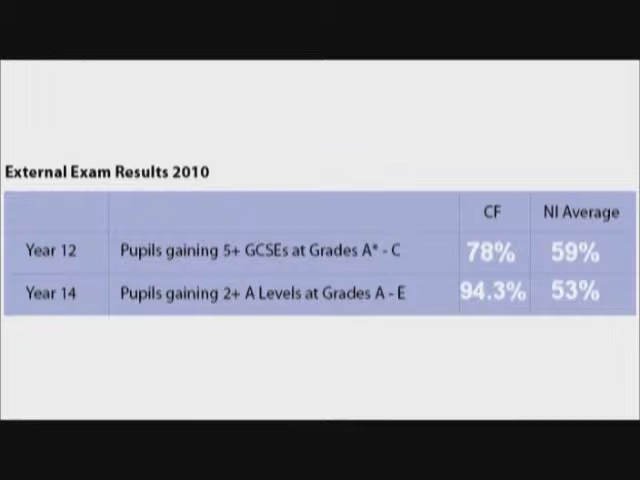 External Exam Results 2010
CF NI Average
Year 12 Pupils gaining 5+ GCSEs at Grades A* - C 78% 59%
Year 14 Pupils gaining 2+ A Levels at Grades A - E 94.3% 53%